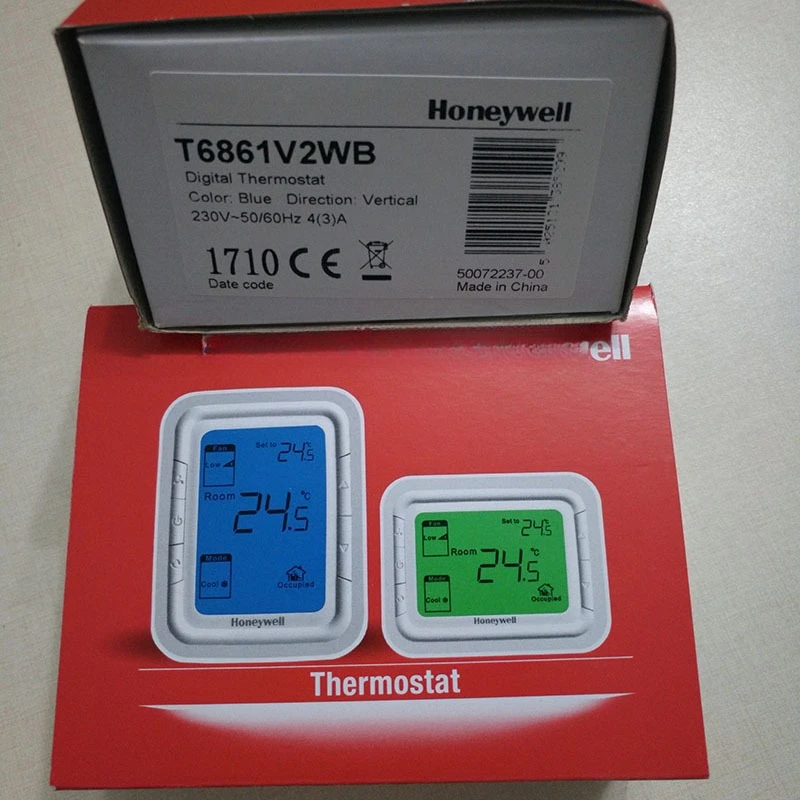 Honeywell
T6861V2WB
Digital Thermostat
Color: Blue Direction: Vertical
230V~50/60Hz 4(3)A
1710 CE
Date code
50072237-00
Made in China
ell
Fan
Low
Set to 24.5 °C
Room 24.5 °C
Mode
Cool
Occupied
Honeywell
Fan
Low
Set to 24.5 °C
Room 24.5 °C
Mode
Cool
Occupied
Honeywell
Thermostat